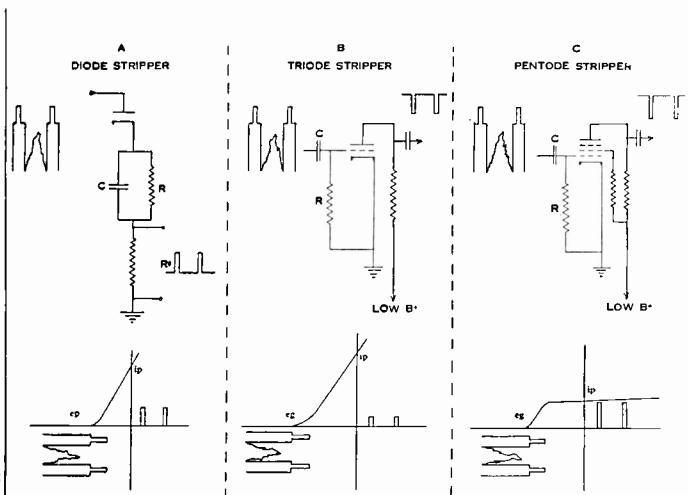 A
DIODE STRIPPER
C
R
R'
ip
ep
B
TRIODE STRIPPER
C
R
LOW B+
ip
eg
C
PENTODE STRIPPER
C
R
LOW B+
ip
eg